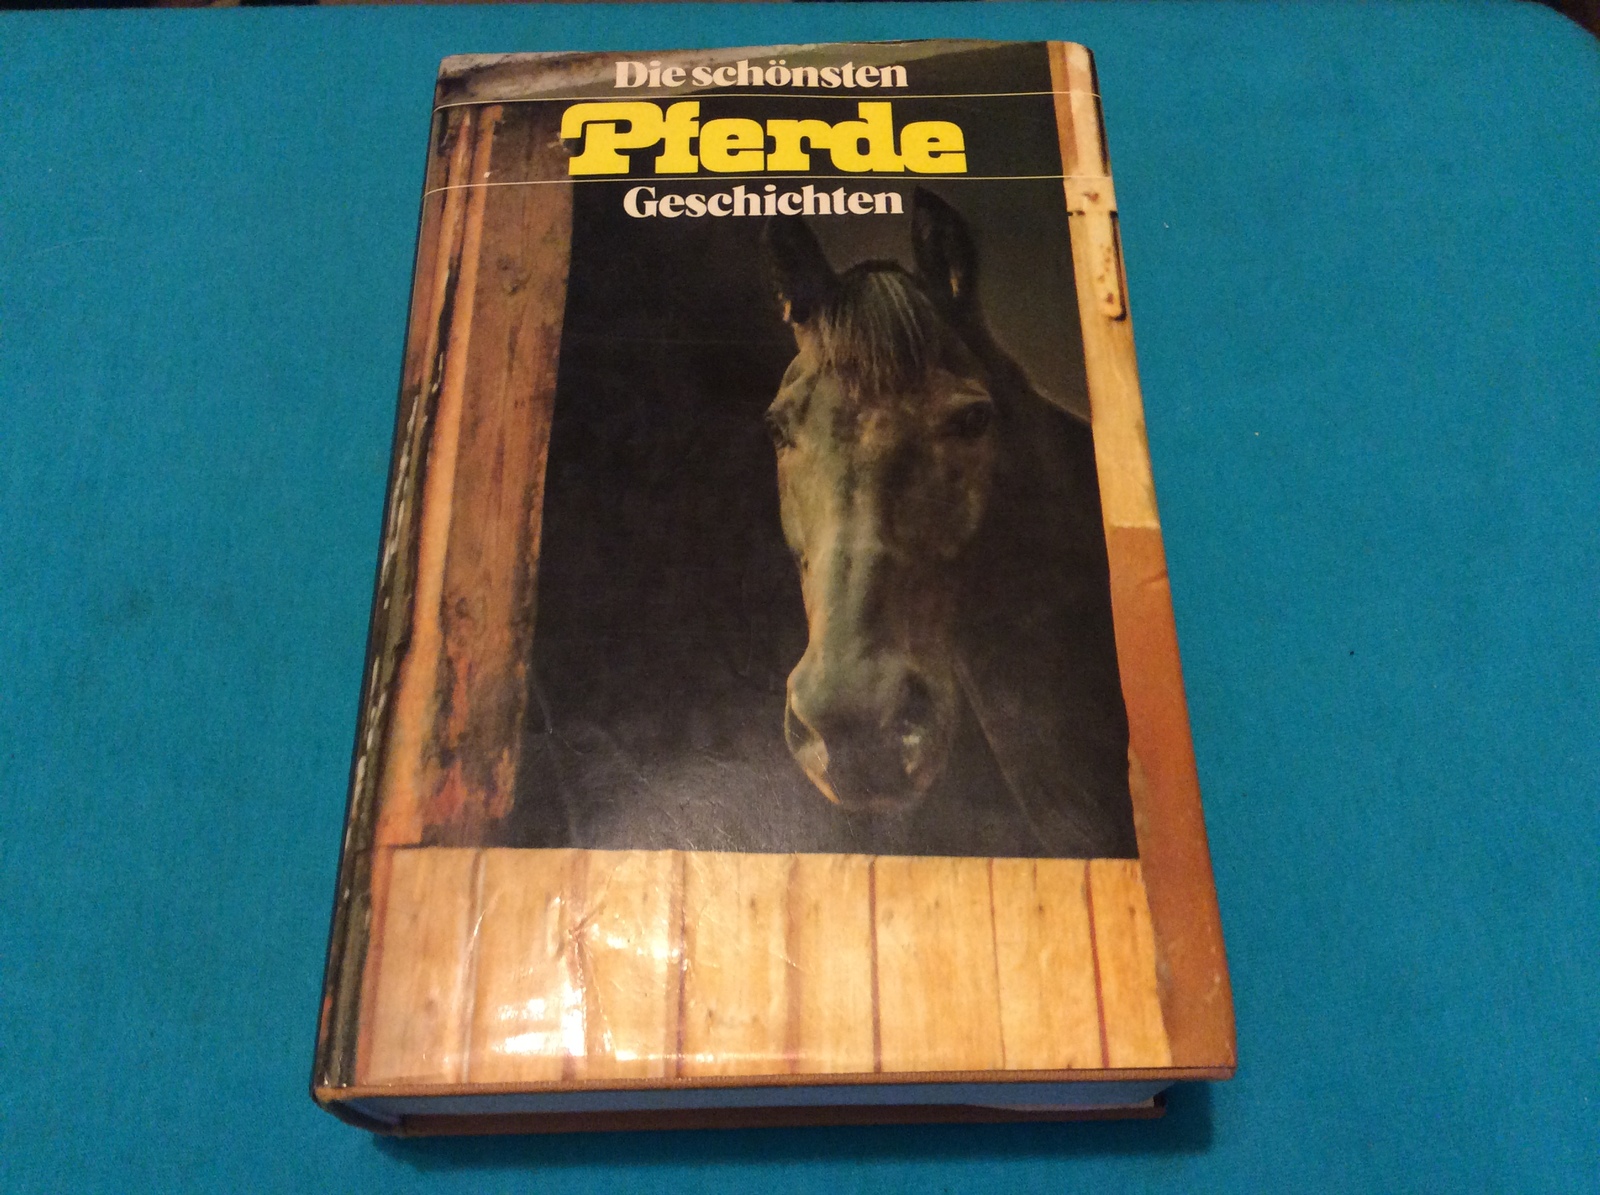 Die schönsten
Pferde
Geschichten